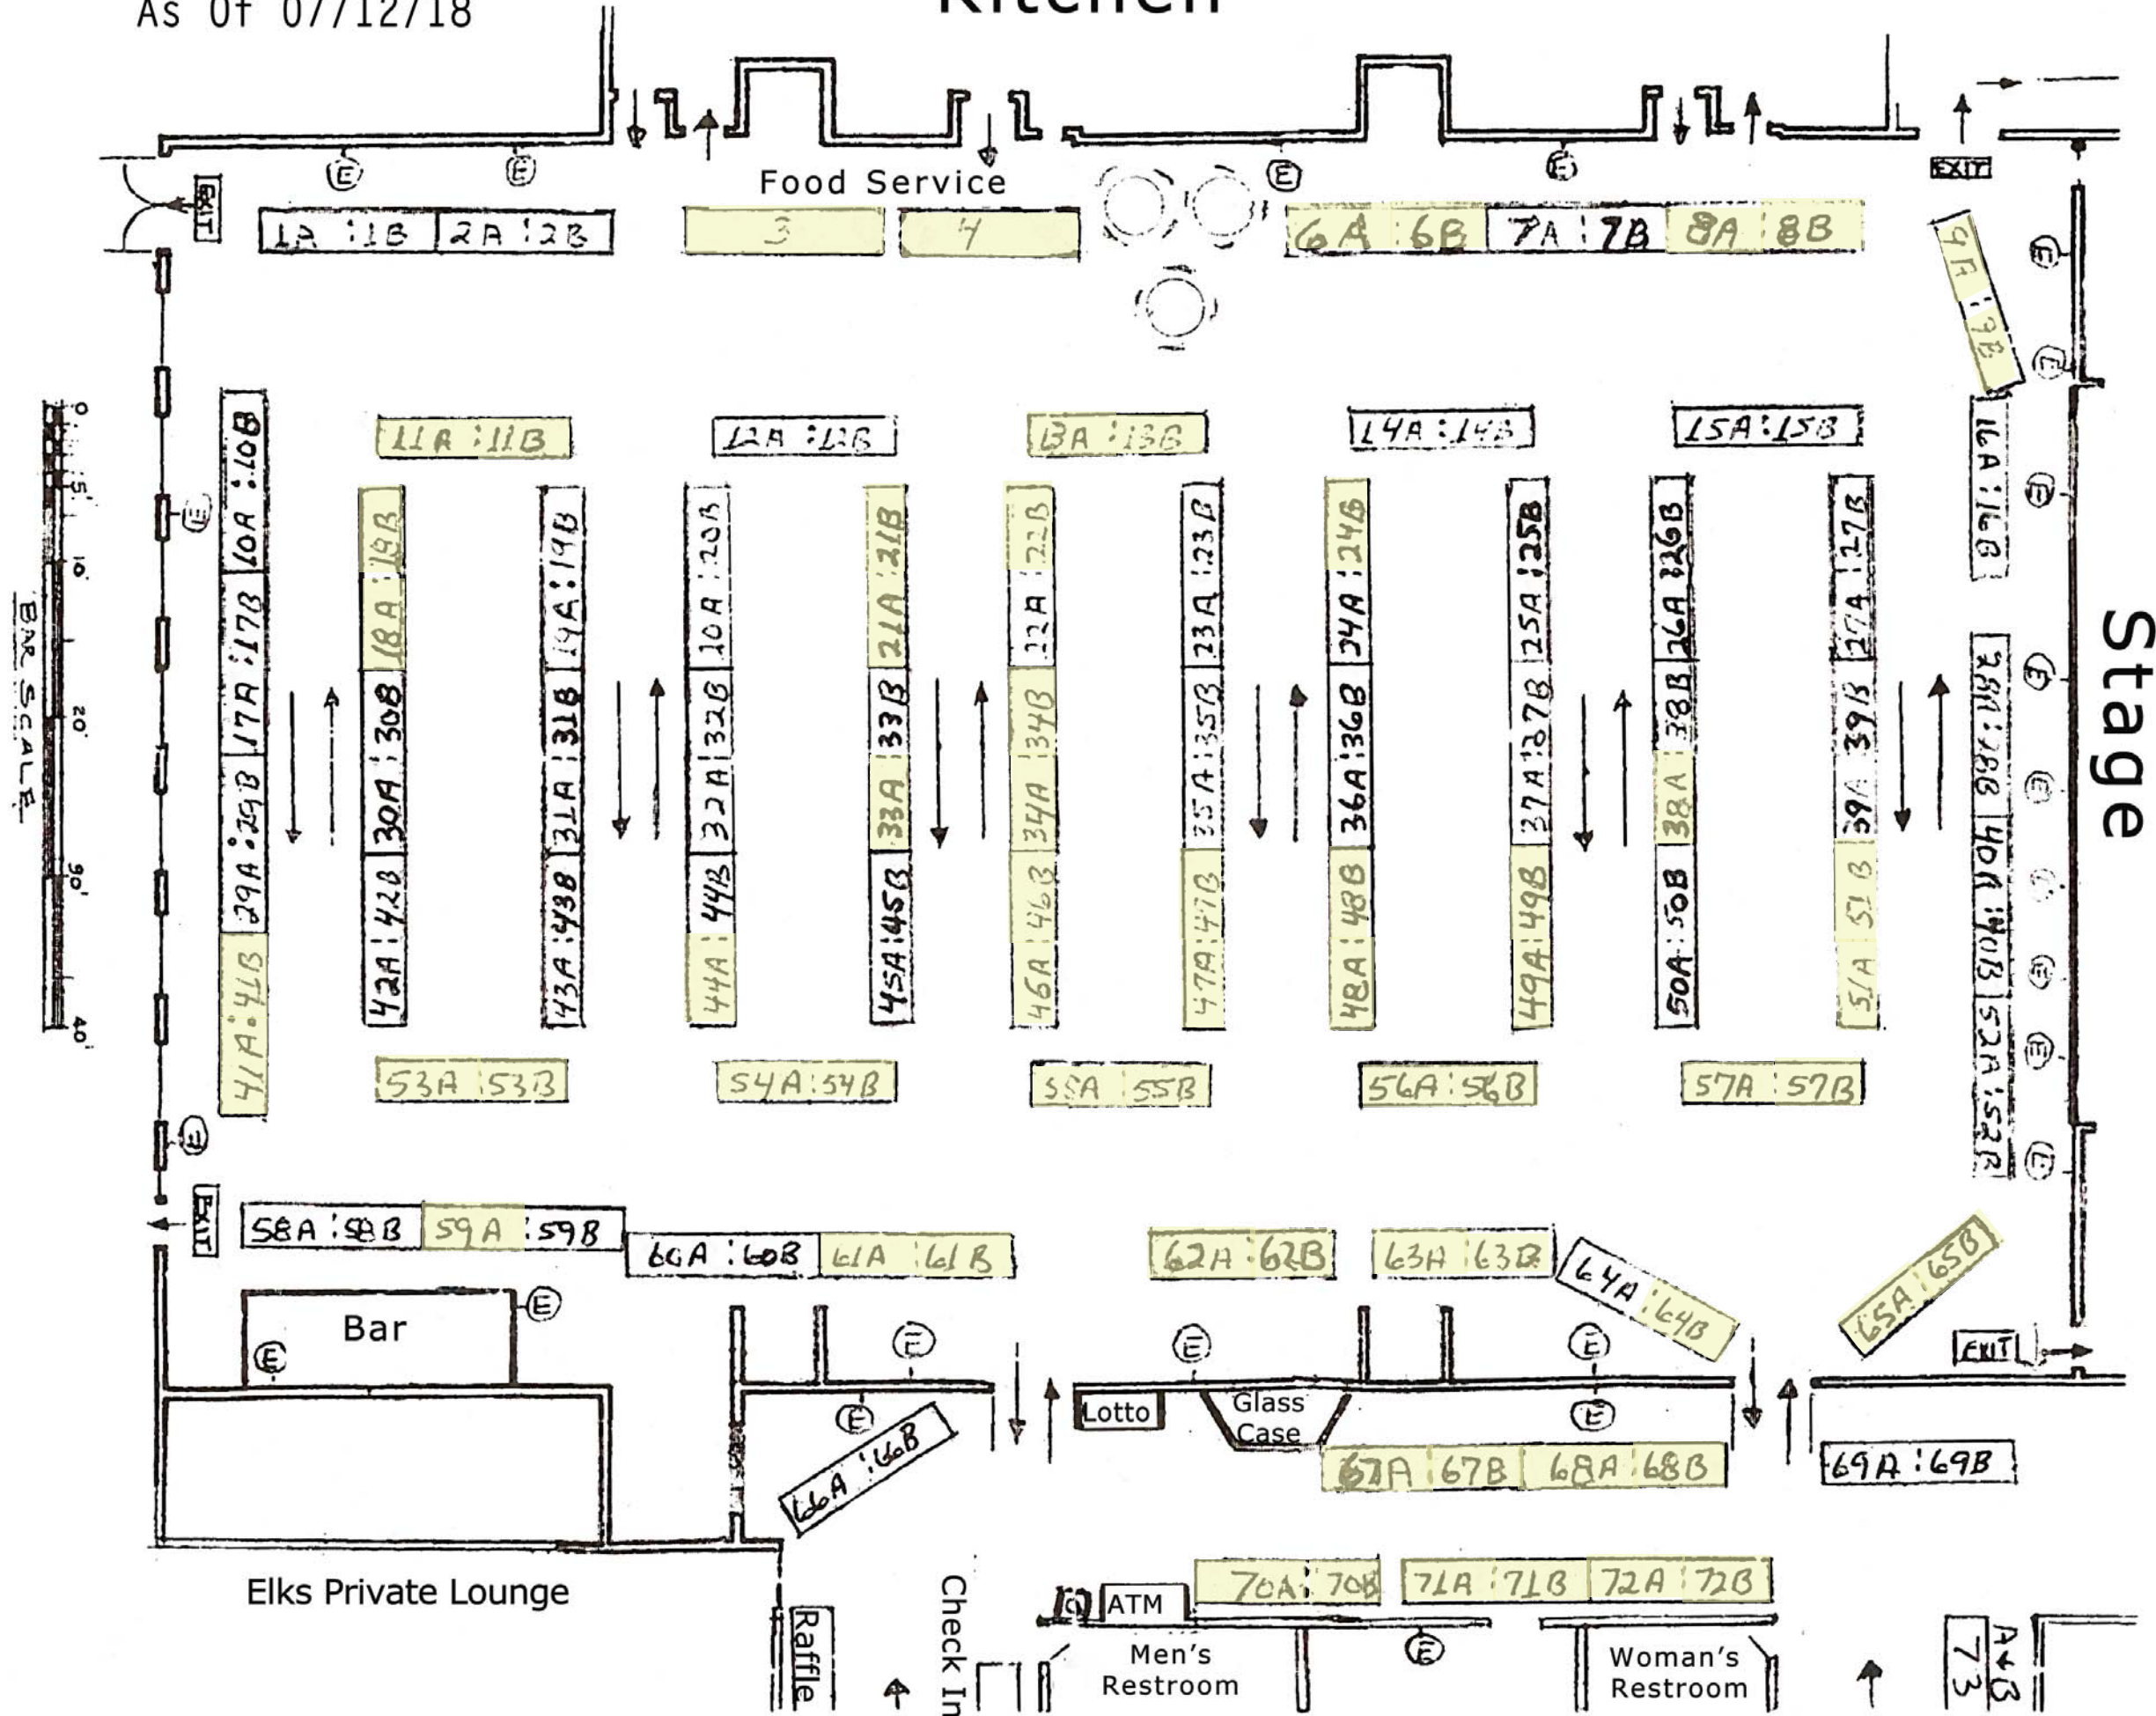 As Of 07/12/18
Kitchen
Food Service
EXIT
EXIT
1A 1B 2A 2B
3
4
6A 6B 7A 7B 8A 8B
9A 9B
10A 10B
17A 17B
29A 29B
41A 41B
11A 11B
12A 12B
13A 13B
14A 14B
15A 15B
16A 16B
18A 19B
30A 30B
42A 42B
19A 19B
31A 31B
43A 43B
20A 20B
32A 32B
44A 44B
21A 21B
33A 33B
45A 45B
22A 22B
34A 34B
46A 46B
23A 23B
35A 35B
47A 47B
24A 24B
36A 36B
48A 48B
25A 25B
37A 37B
49A 49B
26A 26B
38A 38B
50A 50B
27A 27B
39A 39B
51A 51B
28A 28B
40A 40B
52A 52B
Stage
BAR SCALE
0 5' 10' 20' 30' 40'
53A 53B
54A 54B
55A 55B
56A 56B
57A 57B
EXIT
58A 58B 59A 59B
60A 60B 61A 61B
62A 62B
63A 63B
64A 64B
65A 65B
EXIT
Bar
Lotto
Glass
Case
66A 66B
67A 67B 68A 68B
69A 69B
70A 70B
71A 71B 72A 72B
Elks Private Lounge
Raffle
Check In
ATM
Men's
Restroom
Woman's
Restroom
73
A B
E E E E
E E E E E E E E
E E E E
E E E E E E E